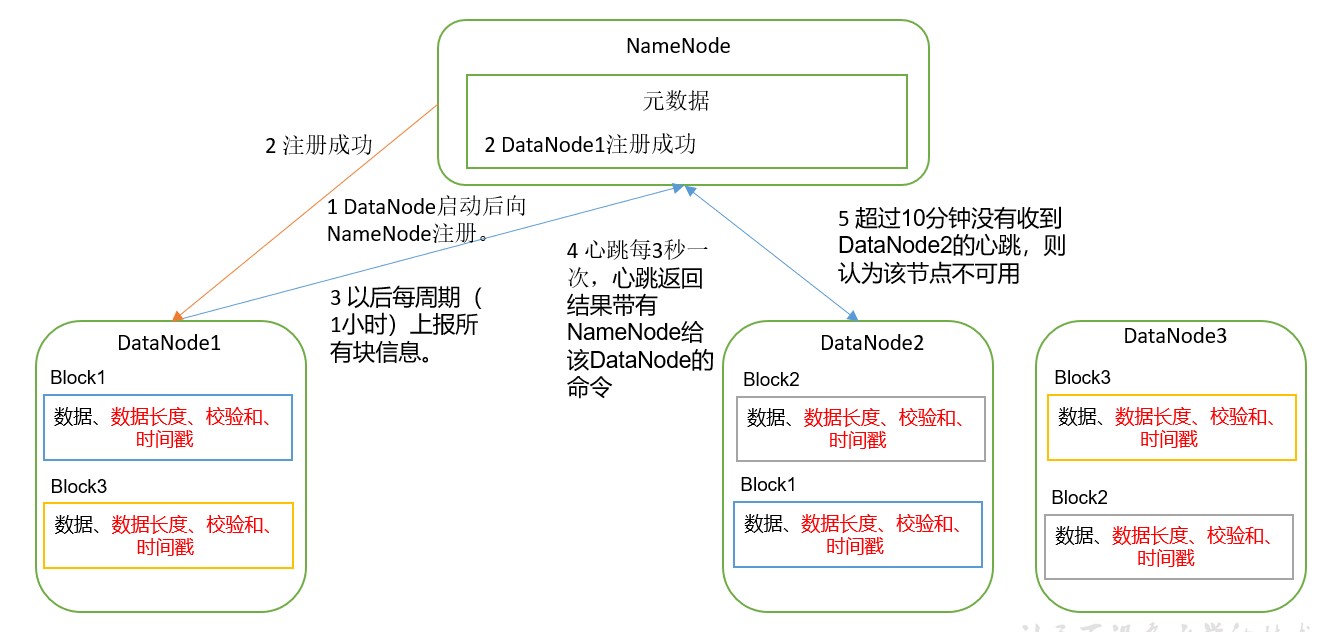 NameNode
元数据
2 DataNode1注册成功
2 注册成功
1 DataNode启动后向
NameNode注册。
3 以后每周期（
1小时）上报所
有块信息。
4 心跳每3秒一
次，心跳返回
结果带有
NameNode给
该DataNode的
命令
5 超过10分钟没有收到
DataNode2的心跳，则
认为该节点不可用
DataNode1
Block1
数据、数据长度、校验和、
时间戳
Block3
数据、数据长度、校验和、
时间戳
DataNode2
Block2
数据、数据长度、校验和、
时间戳
Block1
数据、数据长度、校验和、
时间戳
DataNode3
Block3
数据、数据长度、校验和、
时间戳
Block2
数据、数据长度、校验和、
时间戳